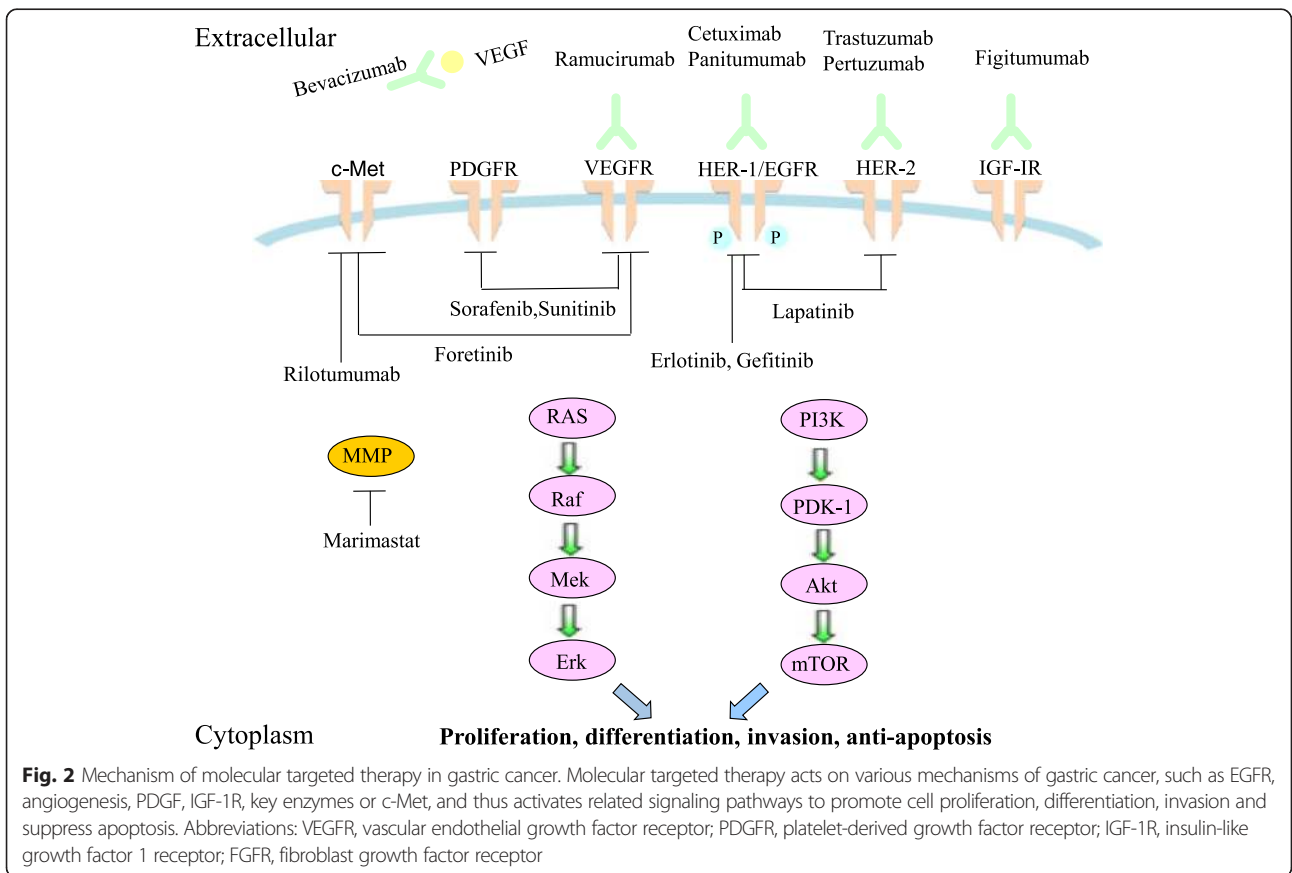 Extracellular
Bevacizumab
VEGF
Ramucirumab
Cetuximab
Panitumumab
Trastuzumab
Pertuzumab
Figitumumab
c-Met
PDGFR
VEGFR
HER-1/EGFR
HER-2
IGF-IR
P
P
Sorafenib,Sunitinib
Lapatinib
Foretinib
Erlotinib, Gefitinib
Rilotumumab
RAS
PI3K
MMP
Raf
PDK-1
Marimastat
Mek
Akt
Erk
mTOR
Cytoplasm
Proliferation, differentiation, invasion, anti-apoptosis
Fig. 2 Mechanism of molecular targeted therapy in gastric cancer. Molecular targeted therapy acts on various mechanisms of gastric cancer, such as EGFR,
angiogenesis, PDGF, IGF-1R, key enzymes or c-Met, and thus activates related signaling pathways to promote cell proliferation, differentiation, invasion and
suppress apoptosis. Abbreviations: VEGFR, vascular endothelial growth factor receptor; PDGFR, platelet-derived growth factor receptor; IGF-1R, insulin-like
growth factor 1 receptor; FGFR, fibroblast growth factor receptor